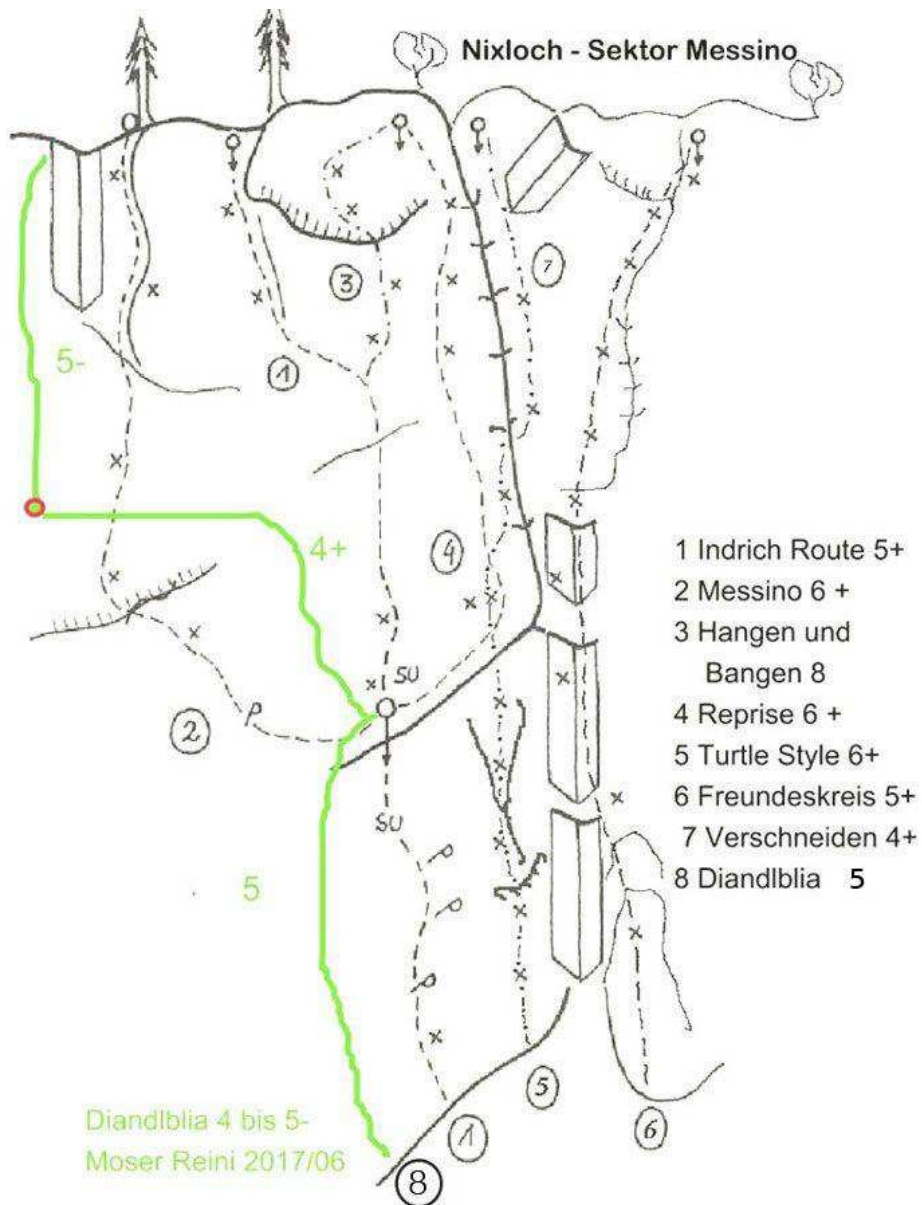 Nixloch - Sektor Messino
3
7
5-
1
4+
4
1 Indrich Route 5+
2 Messino 6 +
3 Hangen und
Bangen 8
4 Reprise 6 +
5 Turtle Style 6+
6 Freundeskreis 5+
7 Verschneiden 4+
8 Diandlblia 5
SU
P
2
SU
5
P
P
P
5
1
6
8
Diandlblia 4 bis 5-
Moser Reini 2017/06